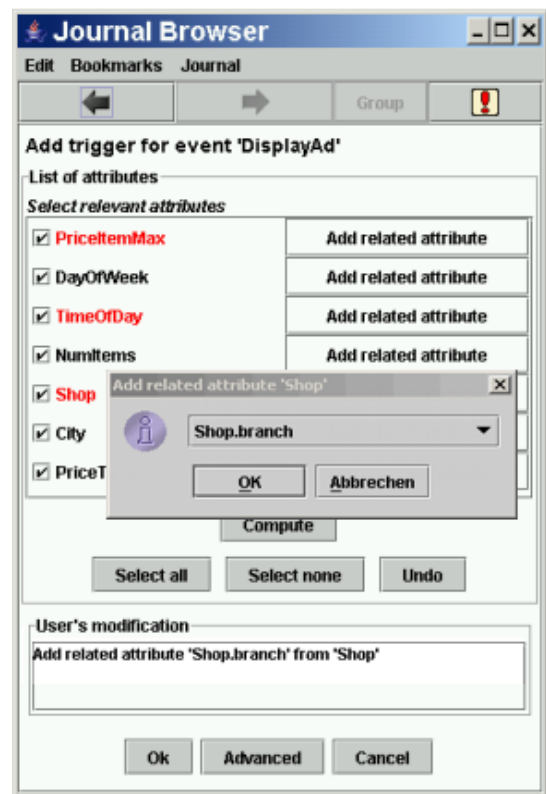 Journal Browser
Edit Bookmarks Journal
Group
Add trigger for event 'DisplayAd'
List of attributes
Select relevant attributes
PriceItemMax Add related attribute
DayOfWeek Add related attribute
TimeOfDay Add related attribute
NumItems Add related attribute
Add related attribute 'Shop'
Shop
Shop.branch
City
PriceT
OK Abbrechen
Compute
Select all Select none Undo
User's modification
Add related attribute 'Shop.branch' from 'Shop'
Ok Advanced Cancel